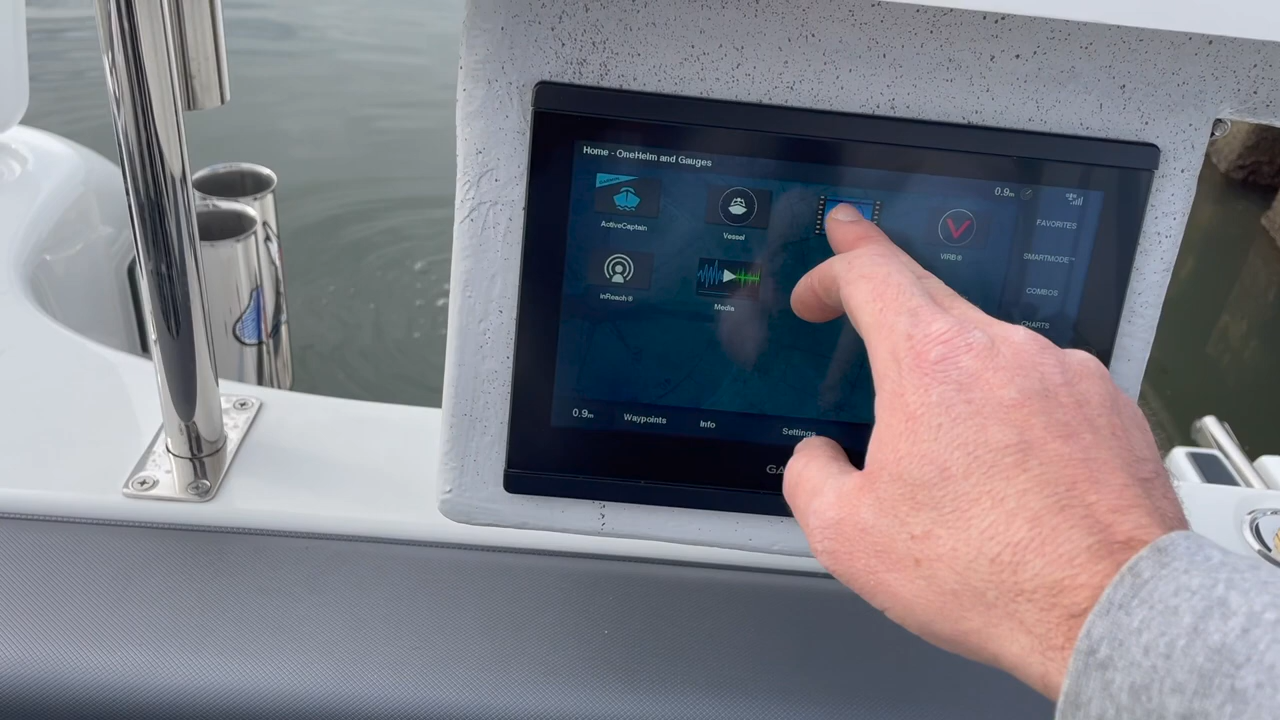 Home - OneHelm and Gauges
0.9m
ActiveCaptain
Vessel
VIRB®
FAVORITES
SMARTMODE™
inReach®
Media
COMBOS
CHARTS
0.9m
Waypoints
Info
Settings
GA